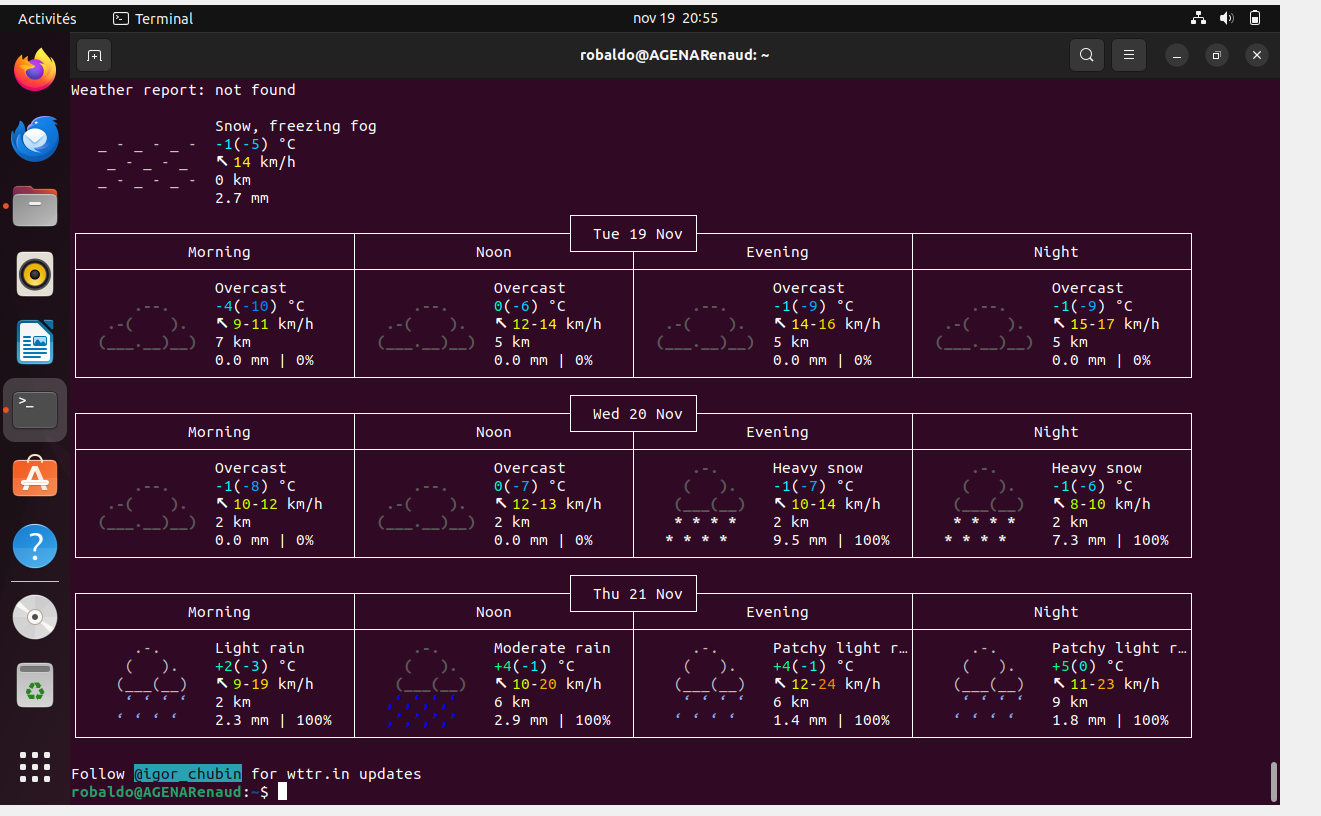 Activités Terminal nov 19 20:55
robaldo@AGENARenaud: ~
Weather report: not found
Snow, freezing fog
-1(-5) °C
↖ 14 km/h
0 km
2.7 mm
Tue 19 Nov
Morning Noon Evening Night
Overcast Overcast Overcast Overcast
-4(-10) °C 0(-6) °C -1(-9) °C -1(-9) °C
↖ 9-11 km/h ↖ 12-14 km/h ↖ 14-16 km/h ↖ 15-17 km/h
7 km 5 km 5 km 5 km
0.0 mm | 0% 0.0 mm | 0% 0.0 mm | 0% 0.0 mm | 0%
Wed 20 Nov
Morning Noon Evening Night
Overcast Overcast Heavy snow Heavy snow
-1(-8) °C 0(-7) °C -1(-7) °C -1(-6) °C
↖ 10-12 km/h ↖ 12-13 km/h ↖ 10-14 km/h ↖ 8-10 km/h
2 km 2 km 2 km 2 km
0.0 mm | 0% 0.0 mm | 0% 9.5 mm | 100% 7.3 mm | 100%
Thu 21 Nov
Morning Noon Evening Night
Light rain Moderate rain Patchy light r… Patchy light r…
+2(-3) °C +4(-1) °C +4(-1) °C +5(0) °C
↖ 9-19 km/h ↖ 10-20 km/h ↖ 12-24 km/h ↖ 11-23 km/h
2 km 6 km 6 km 9 km
2.3 mm | 100% 2.9 mm | 100% 1.4 mm | 100% 1.8 mm | 100%
Follow @igor_chubin for wttr.in updates
robaldo@AGENARenaud:~$